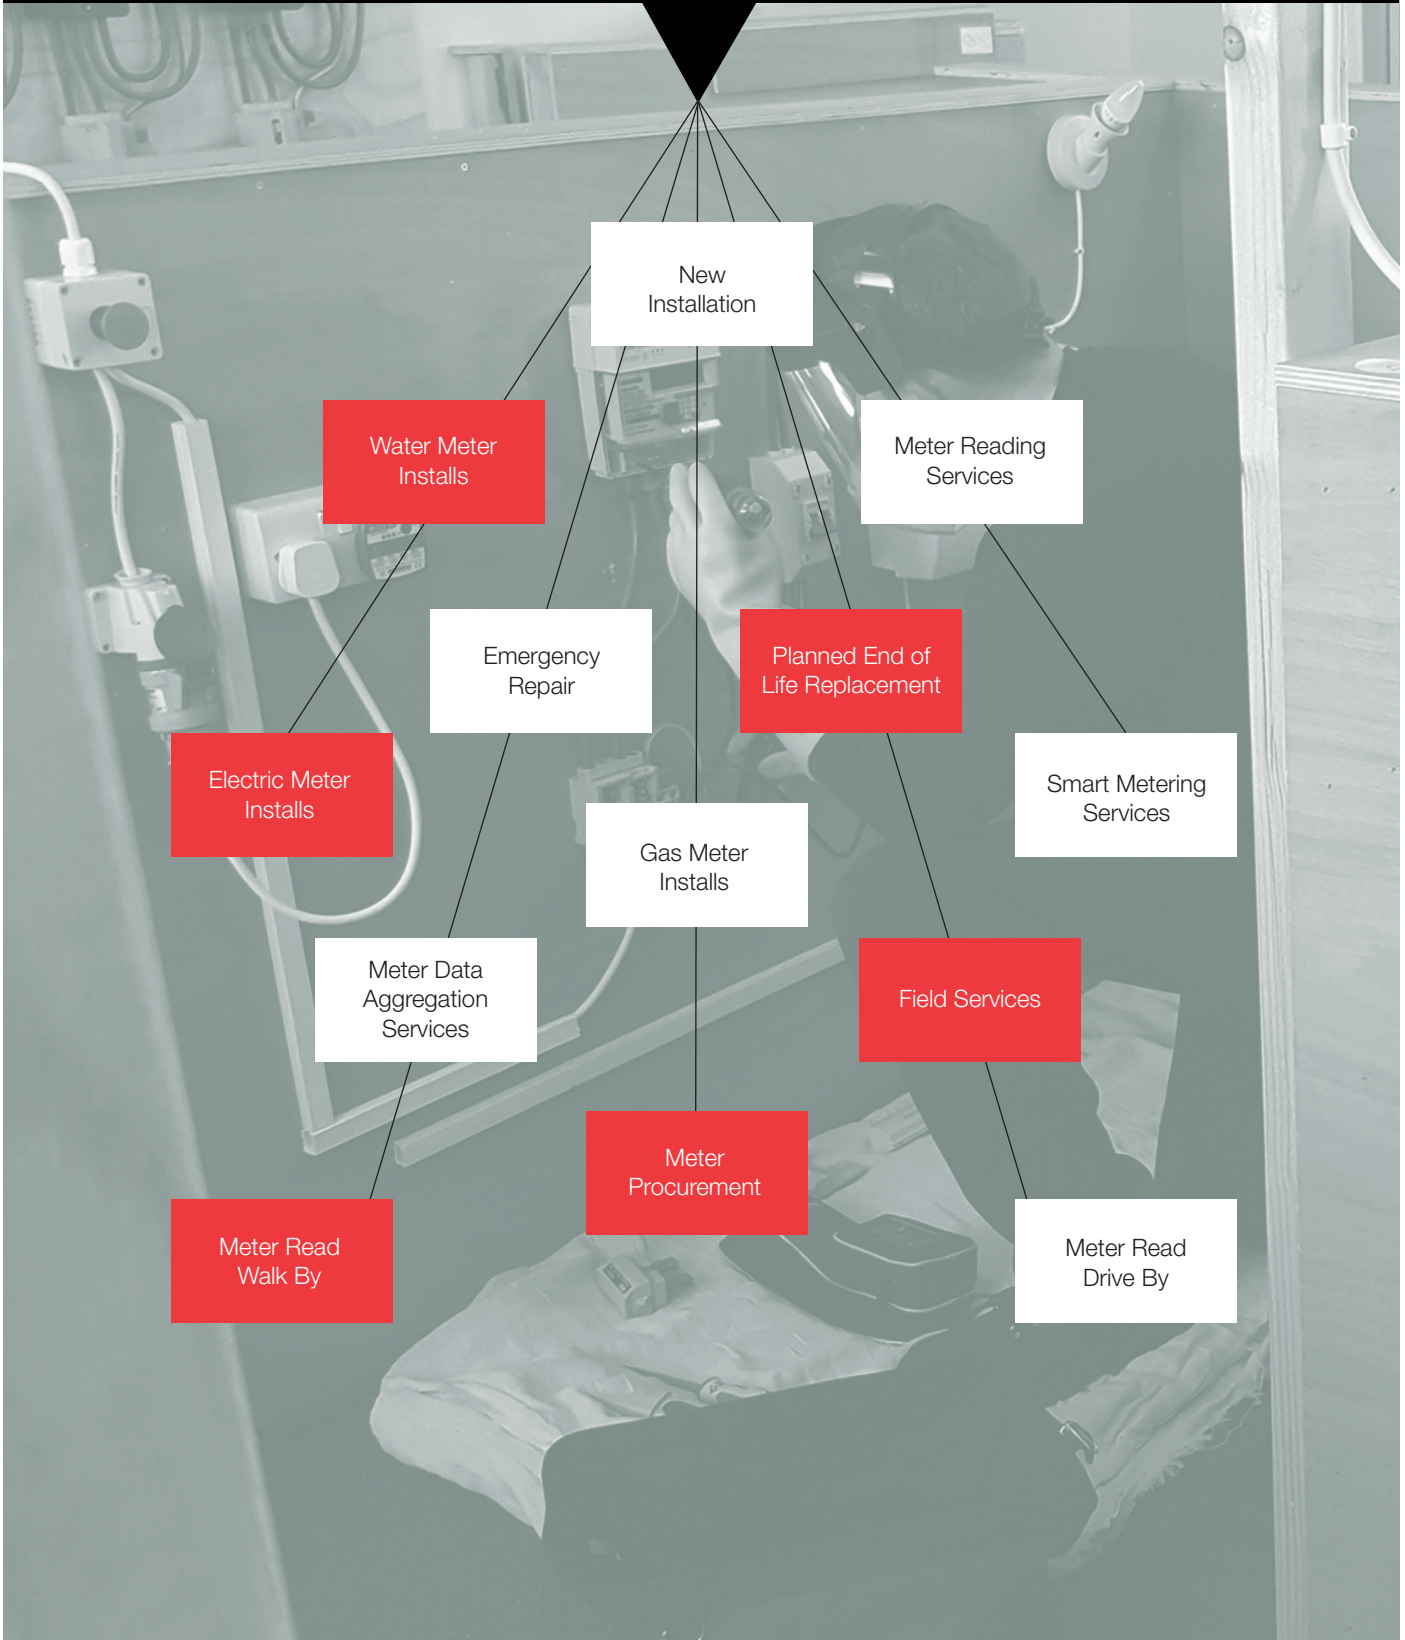 New
Installation
Water Meter
Installs
Meter Reading
Services
Emergency
Repair
Planned End of
Life Replacement
Electric Meter
Installs
Smart Metering
Services
Gas Meter
Installs
Meter Data
Aggregation
Services
Field Services
Meter
Procurement
Meter Read
Walk By
Meter Read
Drive By